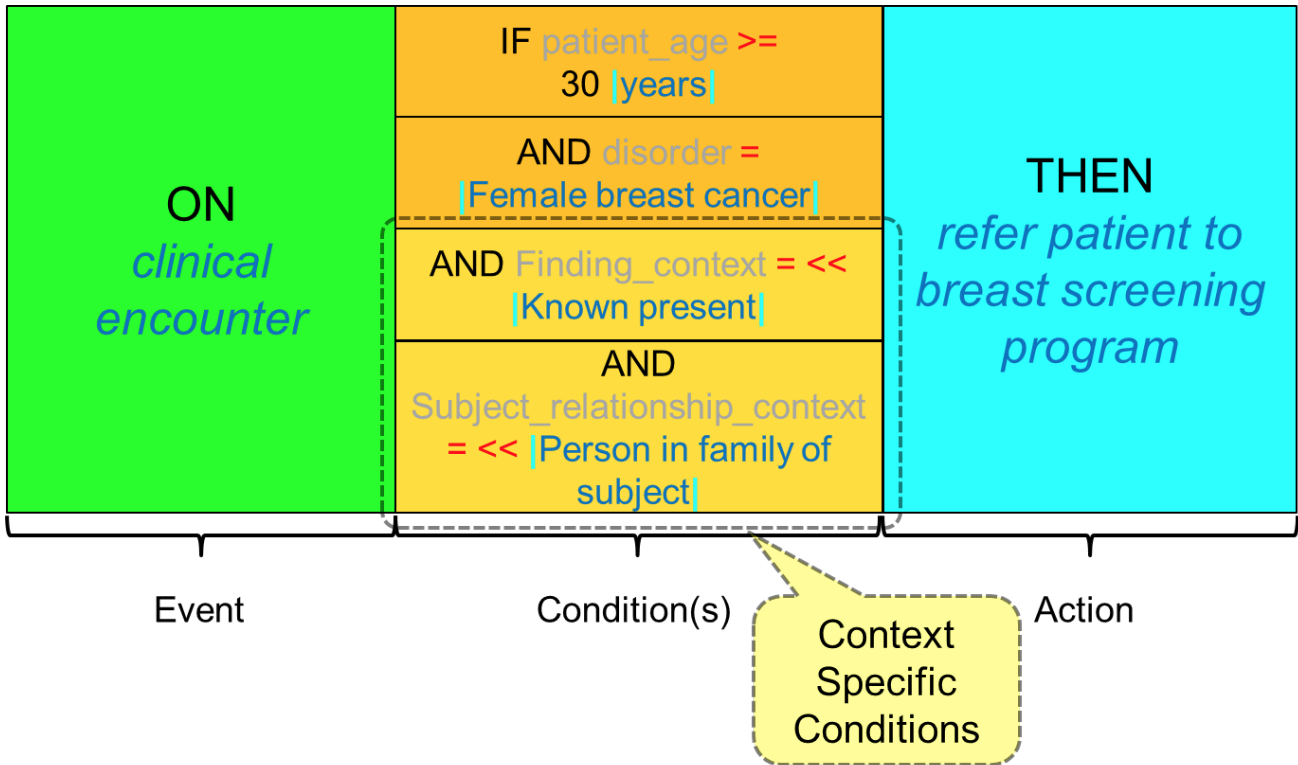 ON
clinical
encounter
IF patient_age >=
30 |years|
AND disorder =
|Female breast cancer|
AND Finding_context = <<
|Known present|
AND
Subject_relationship_context
= << |Person in family of
subject|
THEN
refer patient to
breast screening
program
Event
Condition(s)
Action
Context
Specific
Conditions